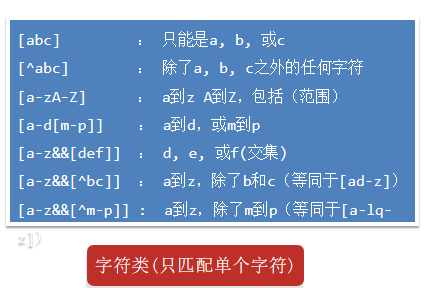 [abc] : 只能是a, b, 或c
[^abc] : 除了a, b, c之外的任何字符
[a-zA-Z] : a到z A到Z，包括（范围）
[a-d[m-p]] : a到d，或m到p
[a-z&&[def]] : d, e, 或f(交集)
[a-z&&[^bc]] : a到z，除了b和c（等同于[ad-z]）
[a-z&&[^m-p]] : a到z，除了m到p（等同于[a-lq-
z]）
字符类(只匹配单个字符)